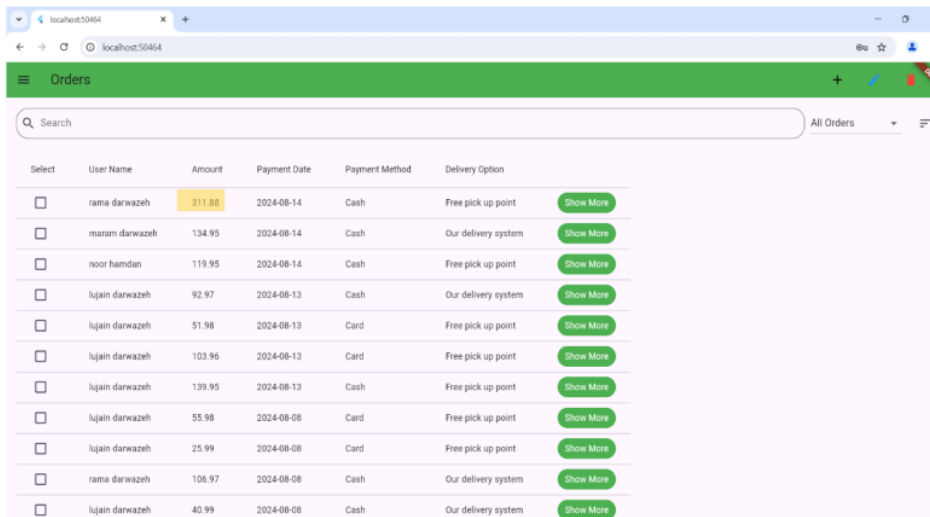 localhost:50464
localhost:50464
Orders
Search
All Orders
Select User Name Amount Payment Date Payment Method Delivery Option
rama darwazeh 311.88 2024-08-14 Cash Free pick up point Show More
maram darwazeh 134.95 2024-08-14 Cash Our delivery system Show More
noor hamdan 119.95 2024-08-14 Cash Free pick up point Show More
lujain darwazeh 92.97 2024-08-13 Cash Our delivery system Show More
lujain darwazeh 51.98 2024-08-13 Card Free pick up point Show More
lujain darwazeh 103.96 2024-08-13 Card Free pick up point Show More
lujain darwazeh 139.95 2024-08-13 Cash Free pick up point Show More
lujain darwazeh 55.98 2024-08-08 Card Free pick up point Show More
lujain darwazeh 25.99 2024-08-08 Card Free pick up point Show More
rama darwazeh 106.97 2024-08-08 Cash Our delivery system Show More
lujain darwazeh 40.99 2024-08-08 Cash Our delivery system Show More